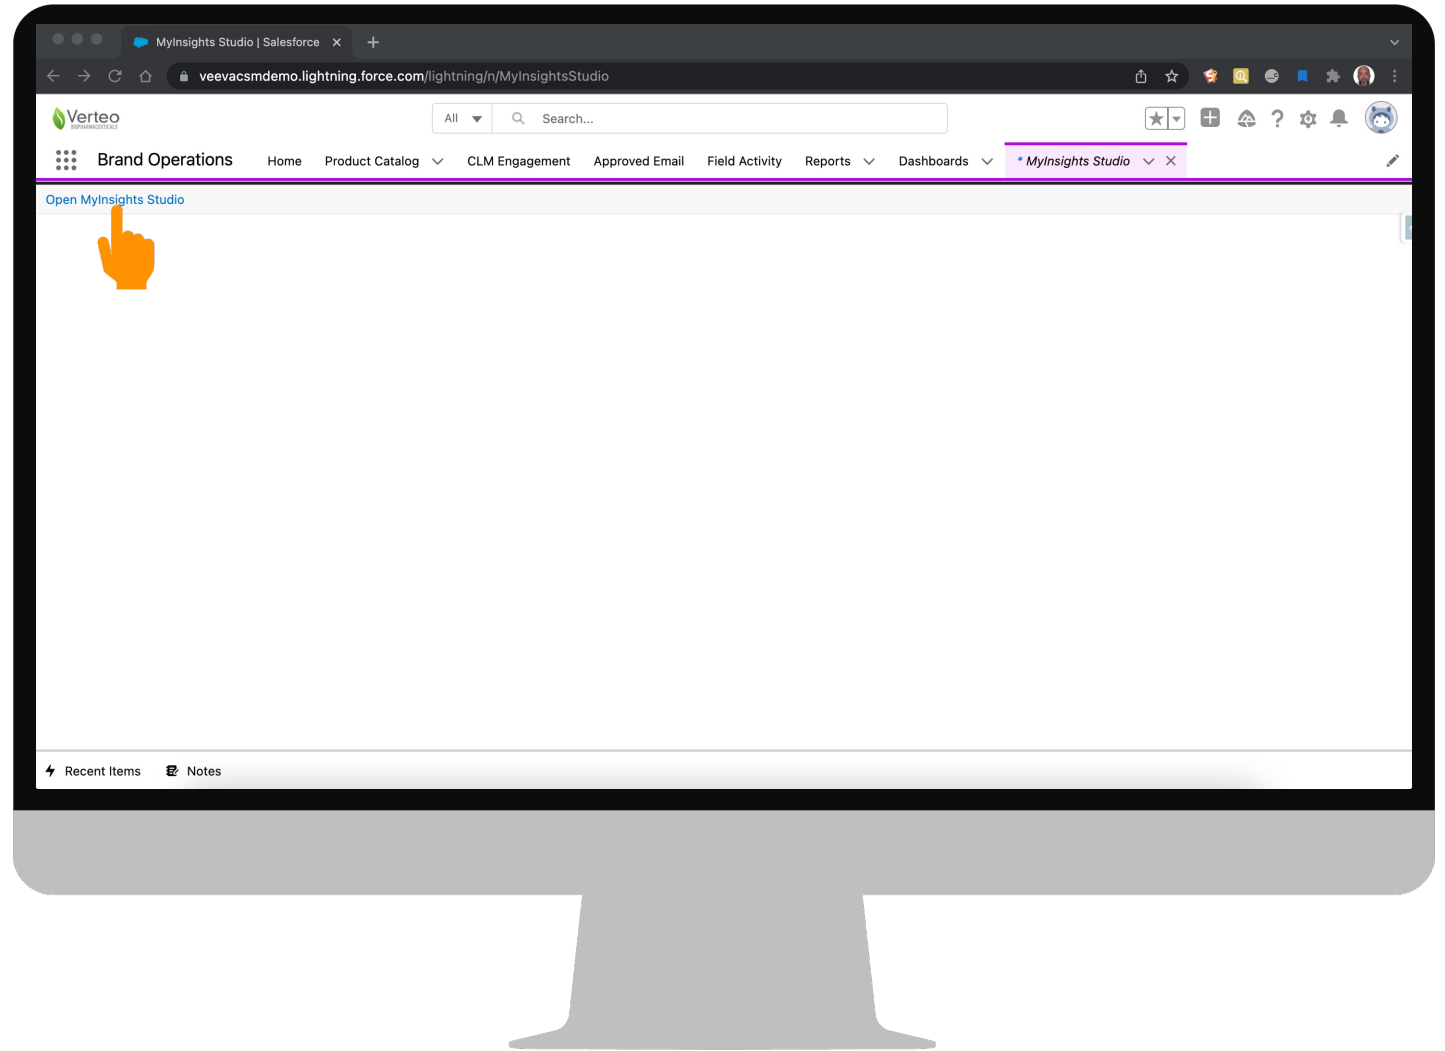 MyInsights Studio | Salesforce
veevacsmdemo.lightning.force.com/lightning/n/MyInsightsStudio
Verteo
BIOPHARMACEUTICALS
All
Search...
Brand Operations
Home
Product Catalog
CLM Engagement
Approved Email
Field Activity
Reports
Dashboards
* MyInsights Studio
Open MyInsights Studio
Recent Items
Notes